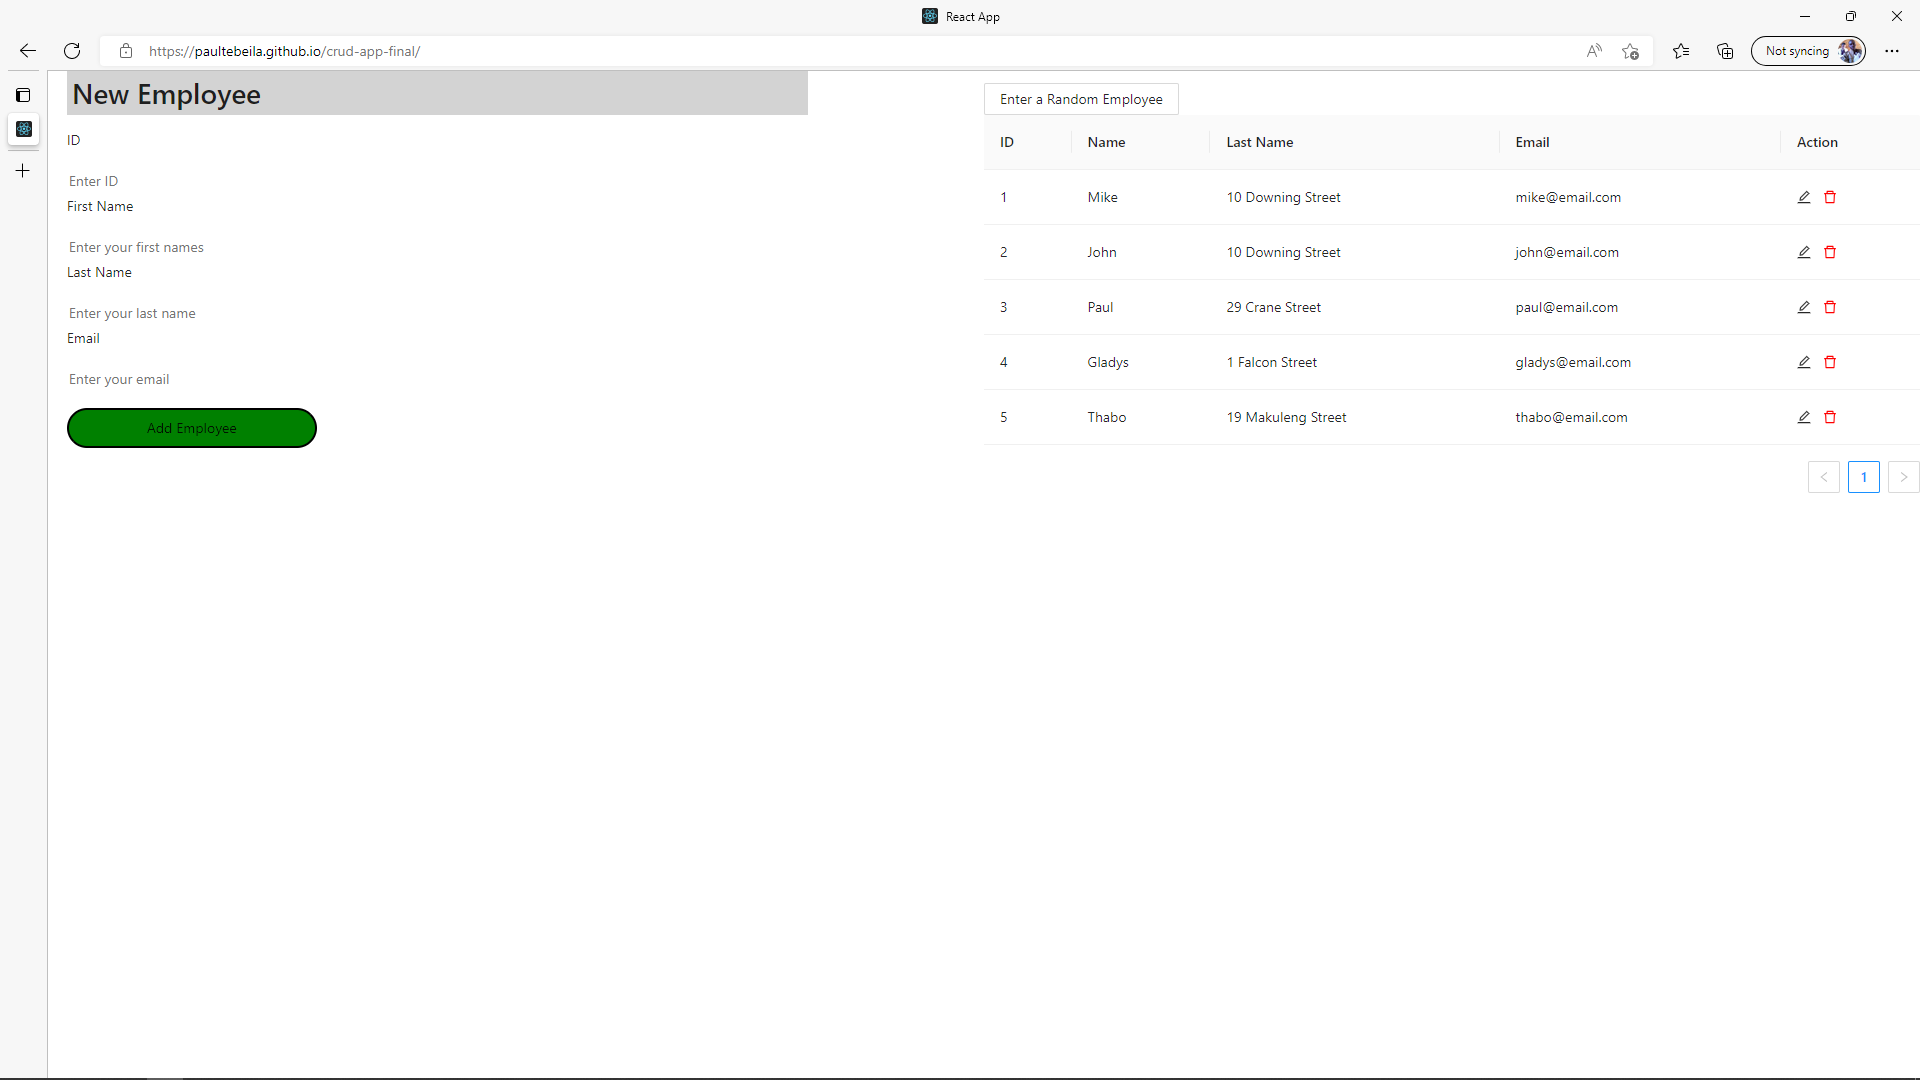 React App
https://paultebeila.github.io/crud-app-final/
Not syncing
New Employee
ID
Enter ID
First Name
Enter your first names
Last Name
Enter your last name
Email
Enter your email
Add Employee
Enter a Random Employee
ID Name Last Name Email Action
1 Mike 10 Downing Street mike@email.com
2 John 10 Downing Street john@email.com
3 Paul 29 Crane Street paul@email.com
4 Gladys 1 Falcon Street gladys@email.com
5 Thabo 19 Makuleng Street thabo@email.com
< 1 >